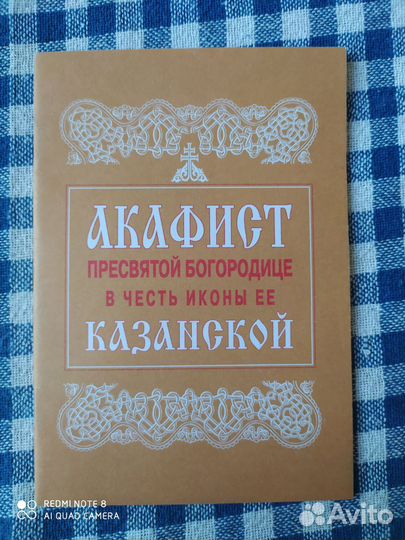 АКАФИСТ
ПРЕСВЯТОЙ БОГОРОДИЦЕ
В ЧЕСТЬ ИКОНЫ ЕЕ
КАЗАНСКОЙ
REDMI NOTE 8
AI QUAD CAMERA
Avito